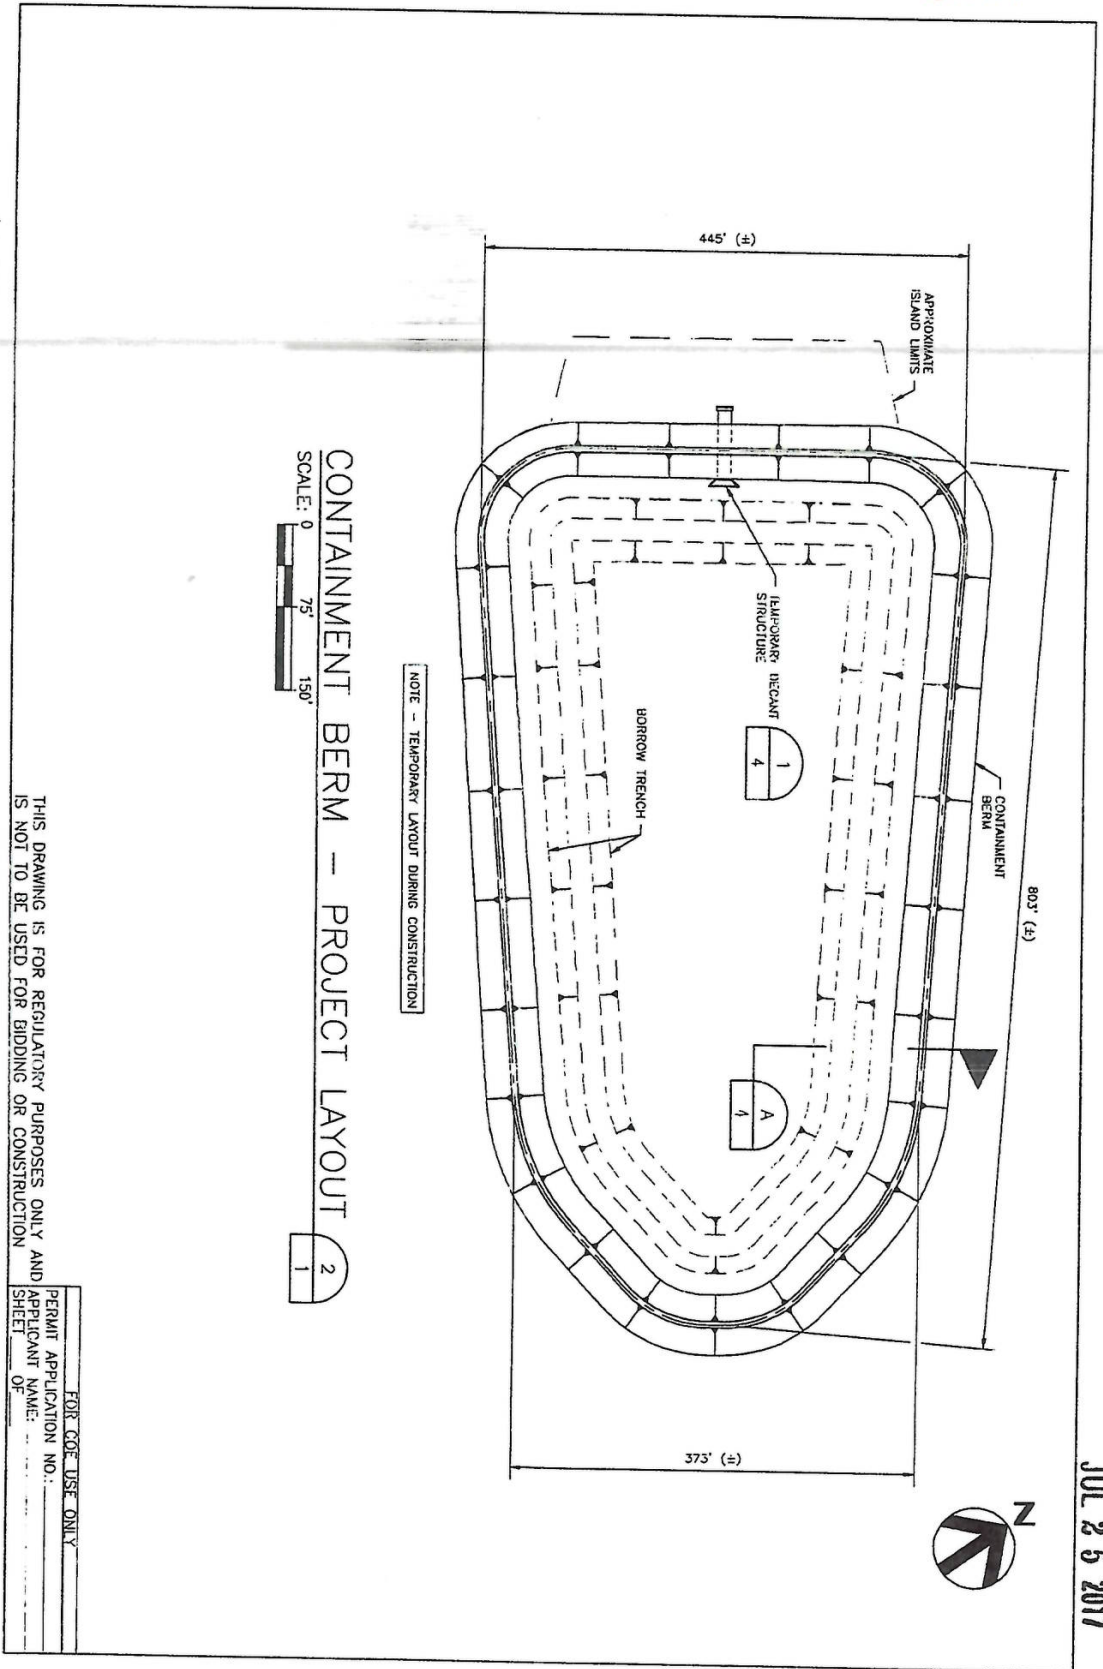 JUL 25 2017
N
445' (±)
APPROXIMATE
ISLAND LIMITS
TEMPORARY DECANT
STRUCTURE
1
4
CONTAINMENT
BERM
803' (±)
BORROW TRENCH
A
4
373' (±)
NOTE - TEMPORARY LAYOUT DURING CONSTRUCTION
CONTAINMENT BERM - PROJECT LAYOUT
2
1
SCALE: 0 75' 150'
THIS DRAWING IS FOR REGULATORY PURPOSES ONLY AND
IS NOT TO BE USED FOR BIDDING OR CONSTRUCTION
FOR COE USE ONLY
PERMIT APPLICATION NO.:
APPLICANT NAME:
SHEET OF